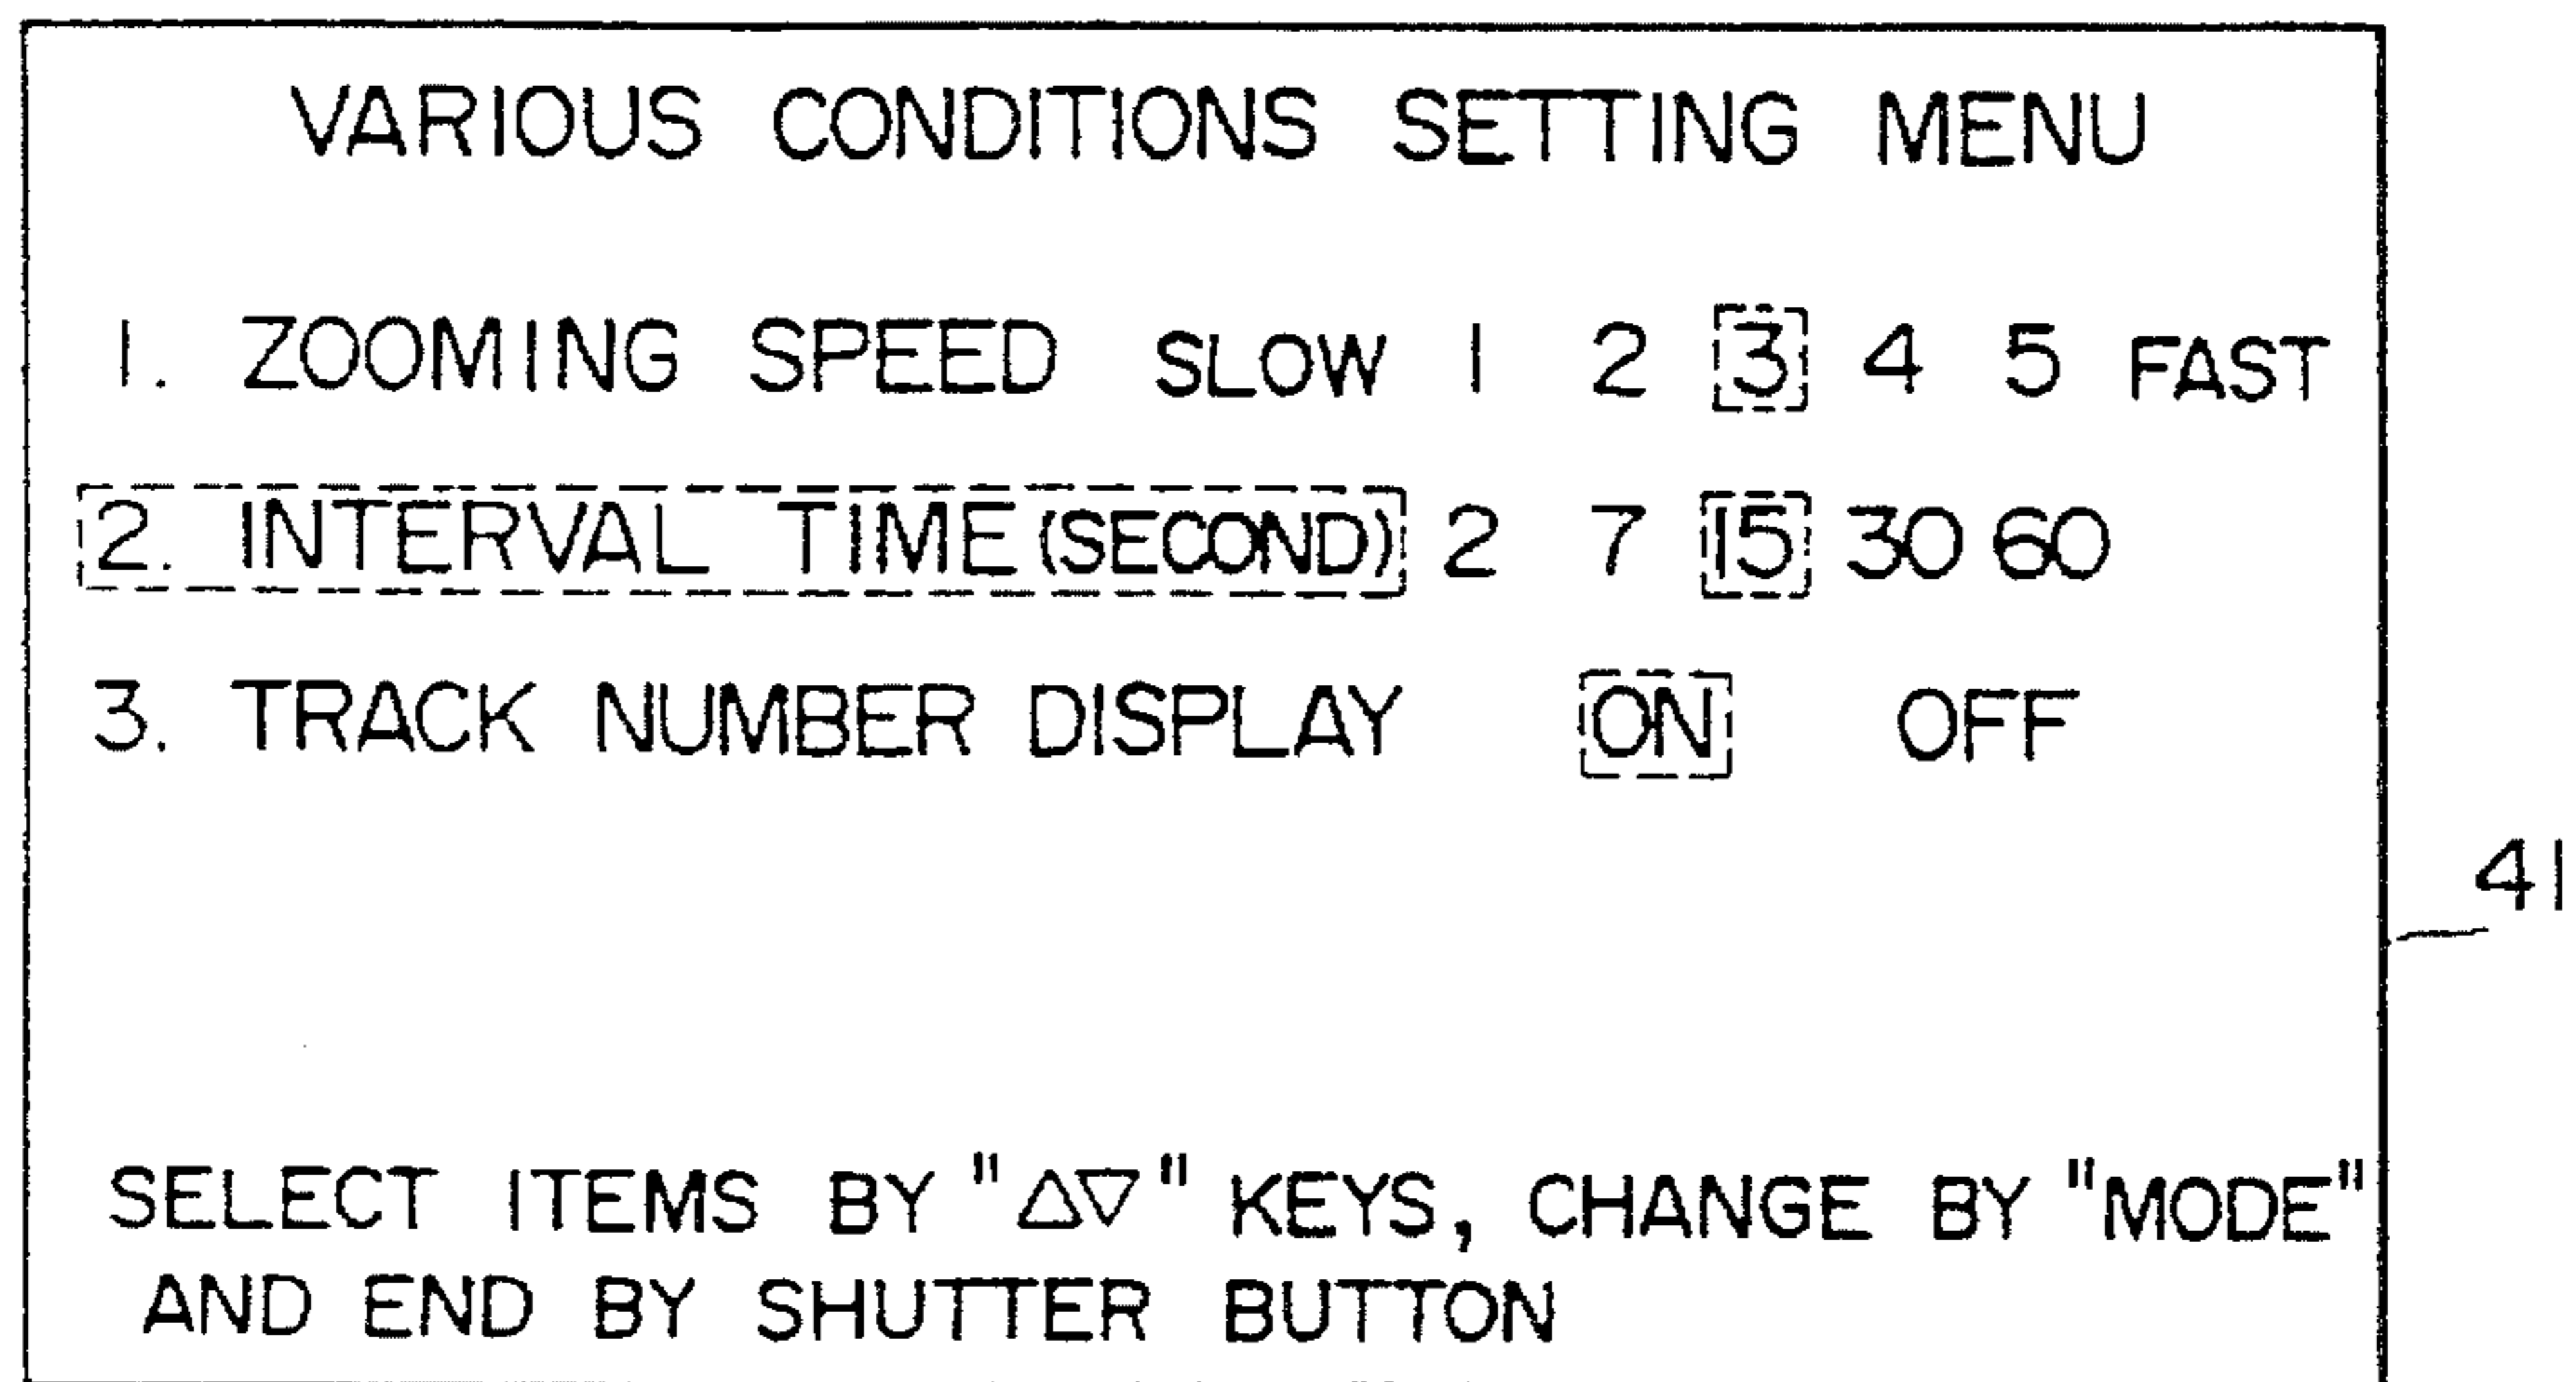 VARIOUS CONDITIONS SETTING MENU
1. ZOOMING SPEED SLOW 1 2 3 4 5 FAST
2. INTERVAL TIME (SECOND) 2 7 15 30 60
3. TRACK NUMBER DISPLAY ON OFF
41
SELECT ITEMS BY "△▽" KEYS, CHANGE BY "MODE"
AND END BY SHUTTER BUTTON